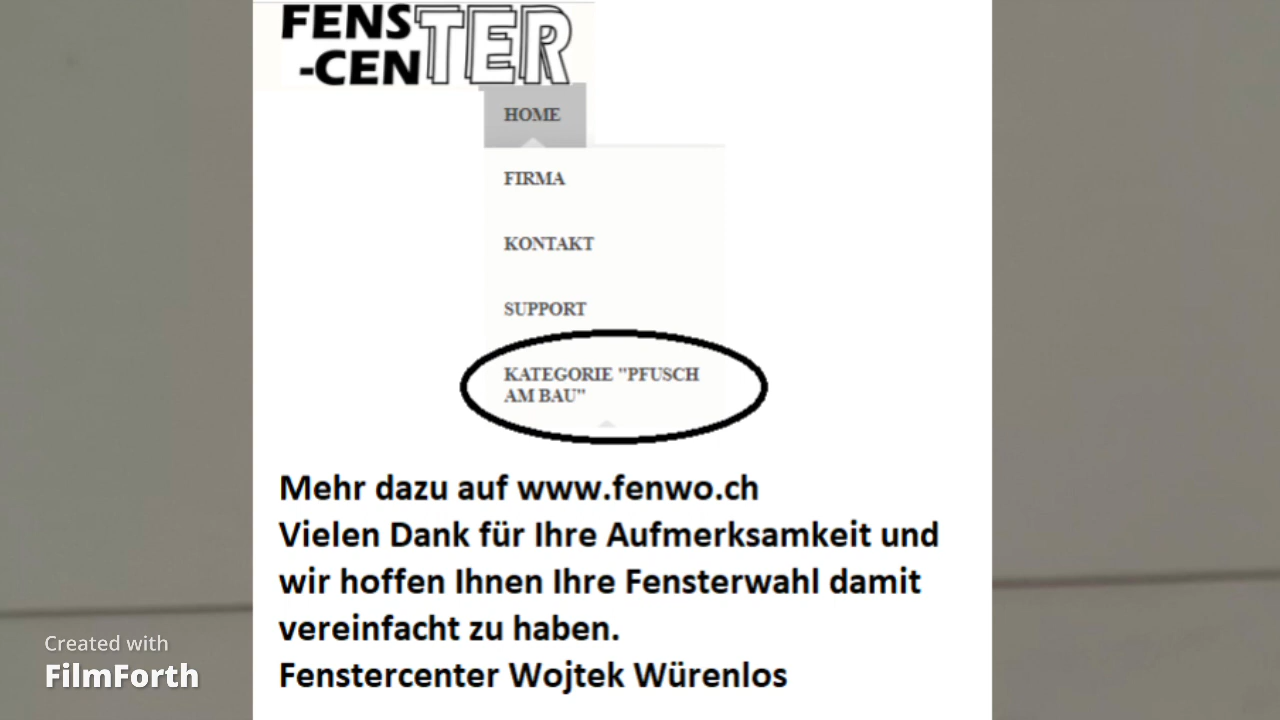 FENSTER
-CEN
HOME
FIRMA
KONTAKT
SUPPORT
KATEGORIE "PFUSCH
AM BAU"
Mehr dazu auf www.fenwo.ch
Vielen Dank für Ihre Aufmerksamkeit und
wir hoffen Ihnen Ihre Fensterwahl damit
vereinfacht zu haben.
Fenstercenter Wojtek Würenlos
Created with
FilmForth